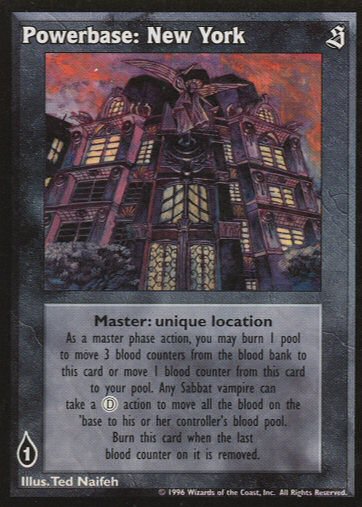 Powerbase: New York
Master: unique location
As a master phase action, you may burn 1 pool
to move 3 blood counters from the blood bank to
this card or move 1 blood counter from this card
to your pool. Any Sabbat vampire can
take a D action to move all the blood on the
'base to his or her controller's blood pool.
Burn this card when the last
blood counter on it is removed.
1
Illus. Ted Naifeh
© 1996 Wizards of the Coast, Inc. All Rights Reserved.